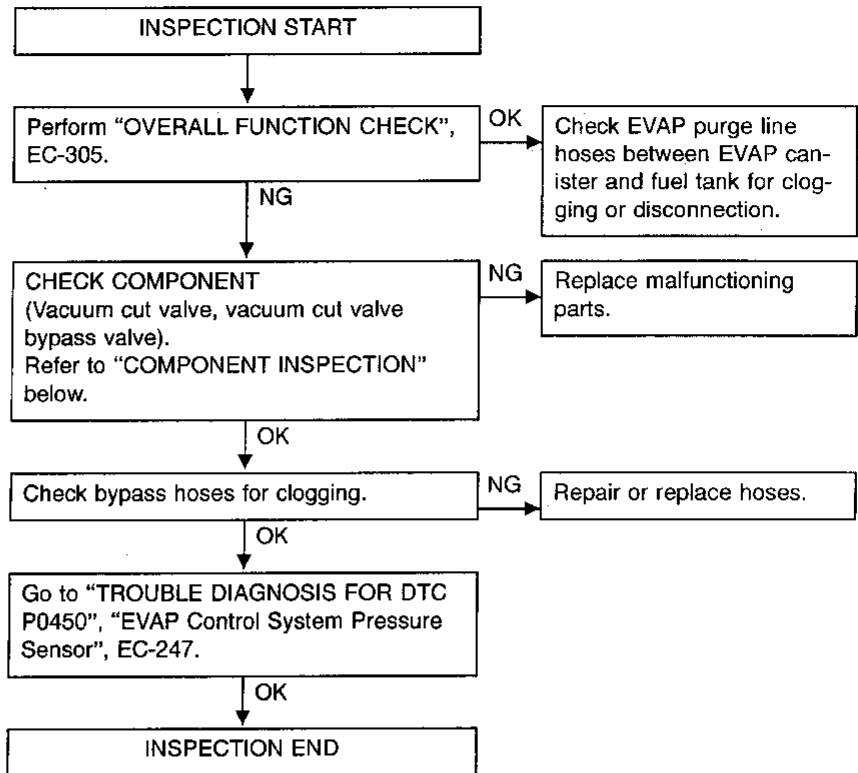 INSPECTION START
Perform “OVERALL FUNCTION CHECK”,
EC-305.
OK
Check EVAP purge line
hoses between EVAP can-
ister and fuel tank for clog-
ging or disconnection.
NG
CHECK COMPONENT
(Vacuum cut valve, vacuum cut valve
bypass valve).
Refer to “COMPONENT INSPECTION”
below.
NG
Replace malfunctioning
parts.
OK
Check bypass hoses for clogging.
NG
Repair or replace hoses.
OK
Go to “TROUBLE DIAGNOSIS FOR DTC
P0450”, “EVAP Control System Pressure
Sensor”, EC-247.
OK
INSPECTION END